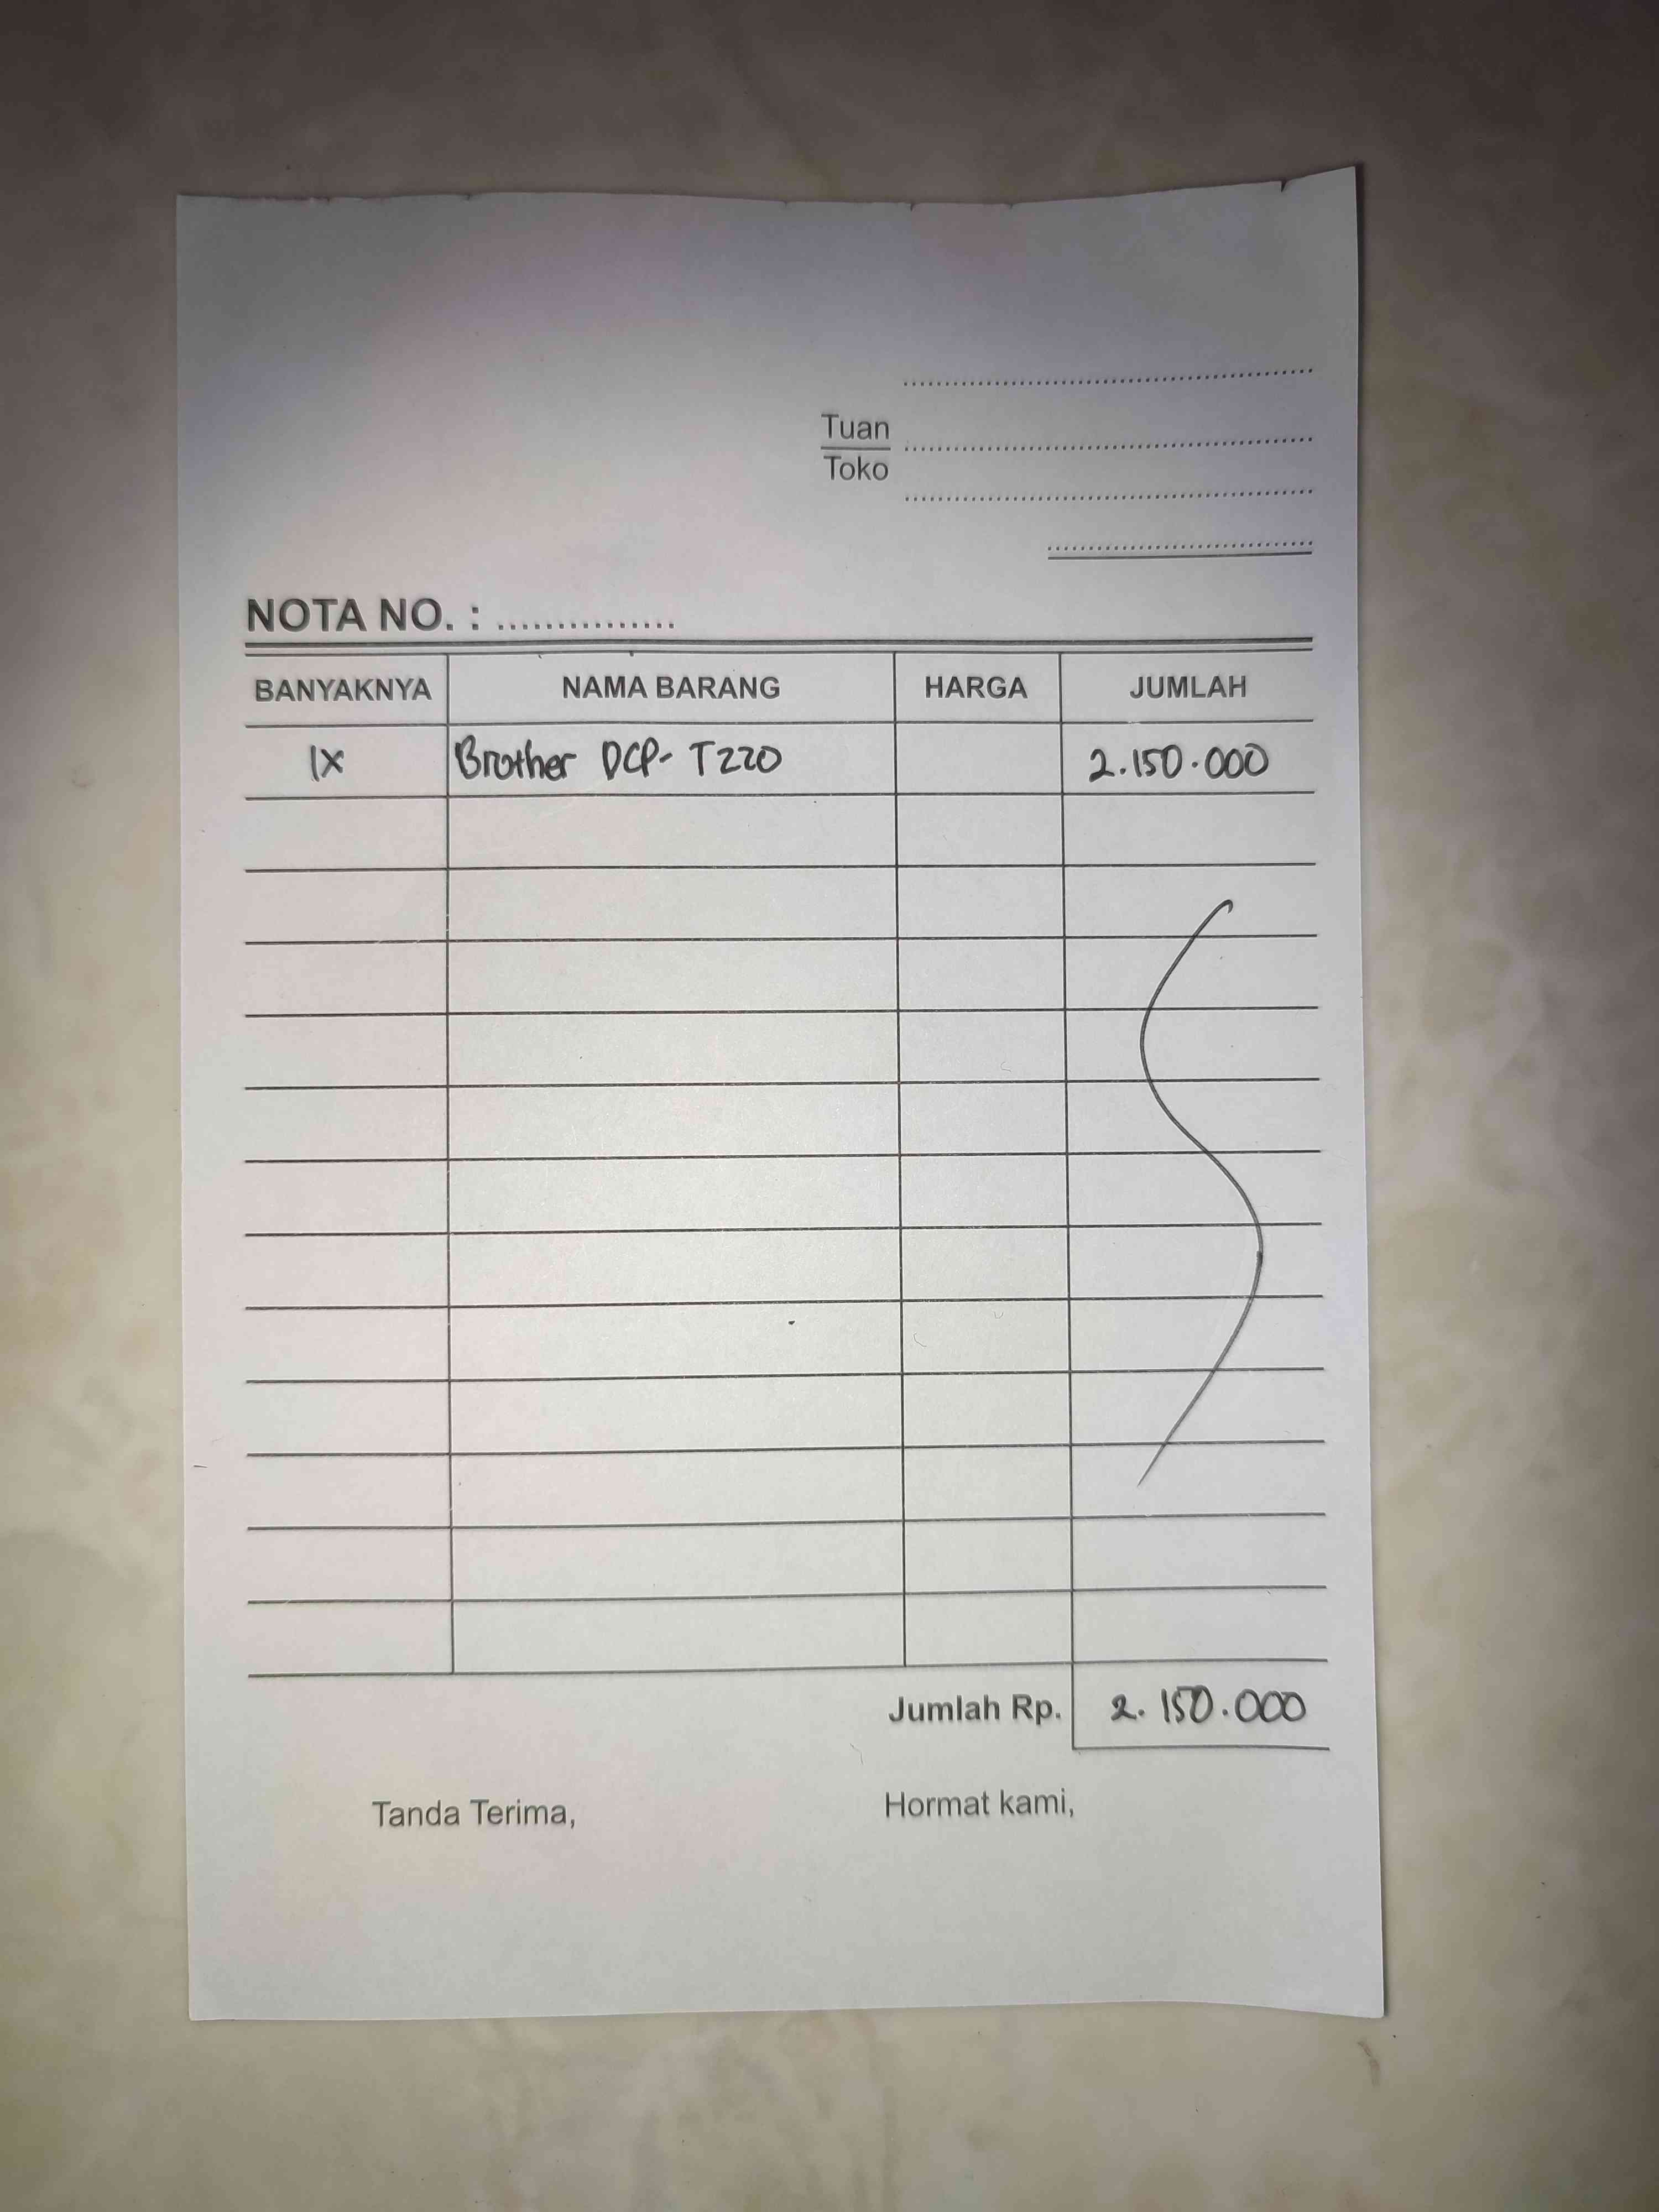 Tuan
Toko
NOTA NO. : ...............
BANYAKNYA NAMA BARANG HARGA JUMLAH
1X Brother DCP- T220 2.150.000
Jumlah Rp. 2.150.000
Tanda Terima, Hormat kami,